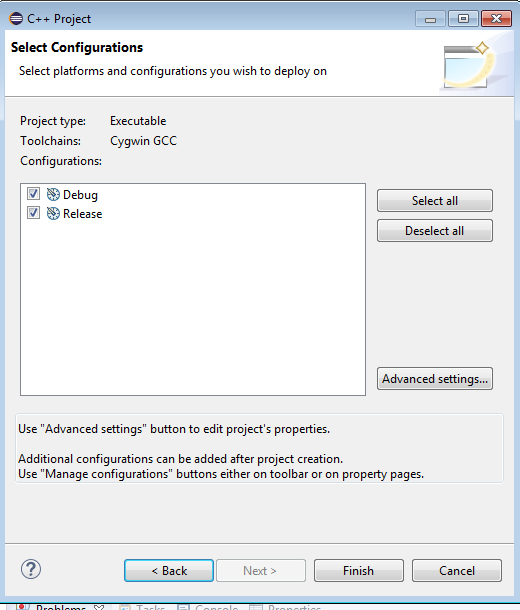 C++ Project
Select Configurations
Select platforms and configurations you wish to deploy on
Project type: Executable
Toolchains: Cygwin GCC
Configurations:
Debug
Release
Select all
Deselect all
Advanced settings...
Use "Advanced settings" button to edit project's properties.
Additional configurations can be added after project creation.
Use "Manage configurations" buttons either on toolbar or on property pages.
?
< Back
Next >
Finish
Cancel
Problems
Tasks
Console
Properties